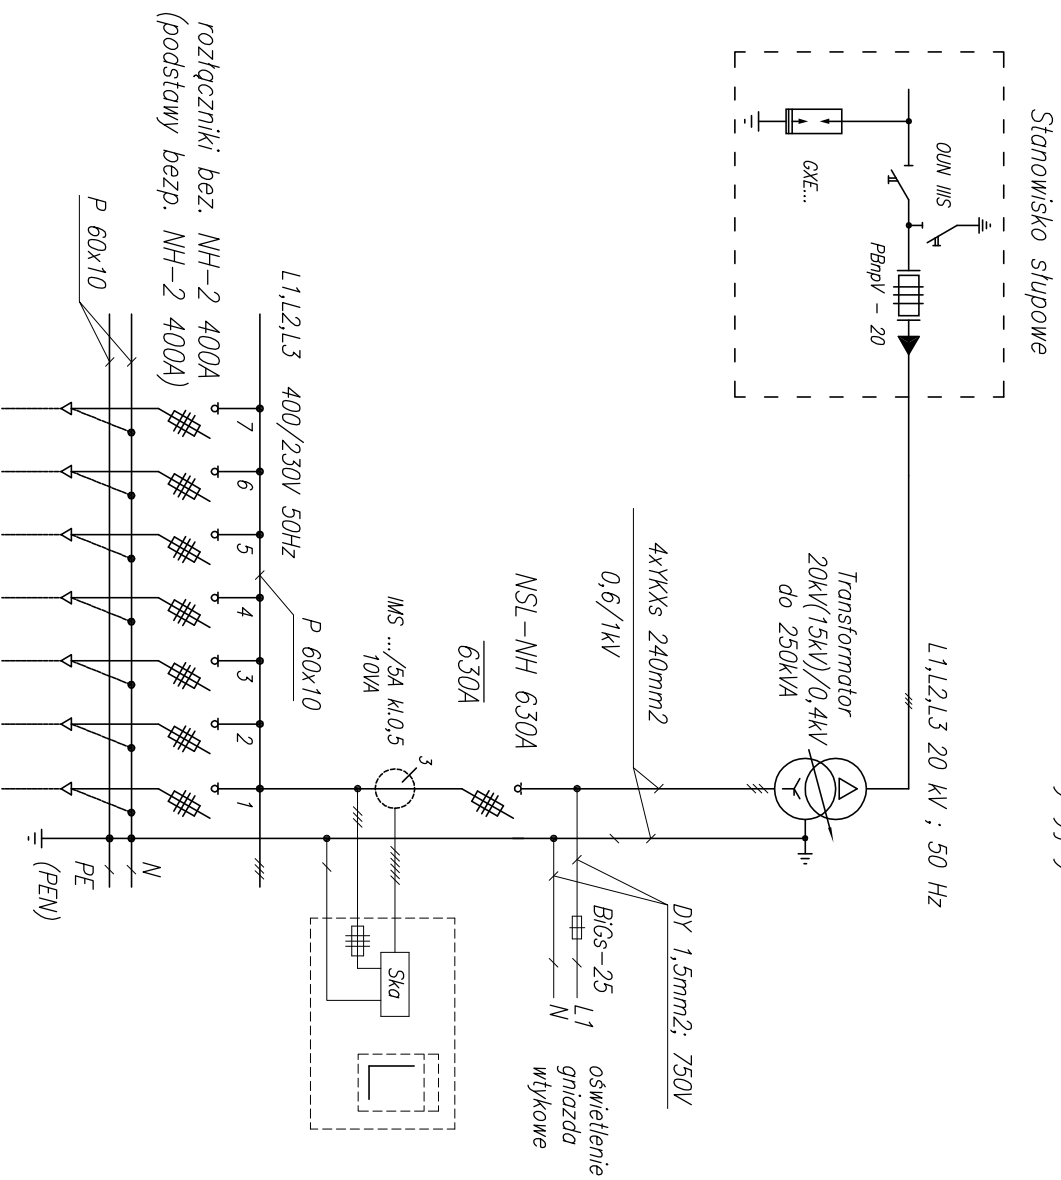 Stanowisko słupowe
OUN IIIS
GXE...
PBnpV - 20
L1,L2,L3 20 kV ; 50 Hz
Transformator
20kV(15kV)/0,4kV
do 250kVA
4xYKXs 240mm2
0,6/1kV
DY 1,5mm2; 750V
BiGs-25
L1
N
oświetlenie
gniazda
wtykowe
NSL-NH 630A
630A
IMS .../5A kl.0,5
10VA
3
Ska
L1,L2,L3 400/230V 50Hz
P 60x10
7
6
5
4
3
2
1
rozłączniki bez. NH-2 400A
(podstawy bezp. NH-2 400A)
P 60x10
N
PE
(PEN)